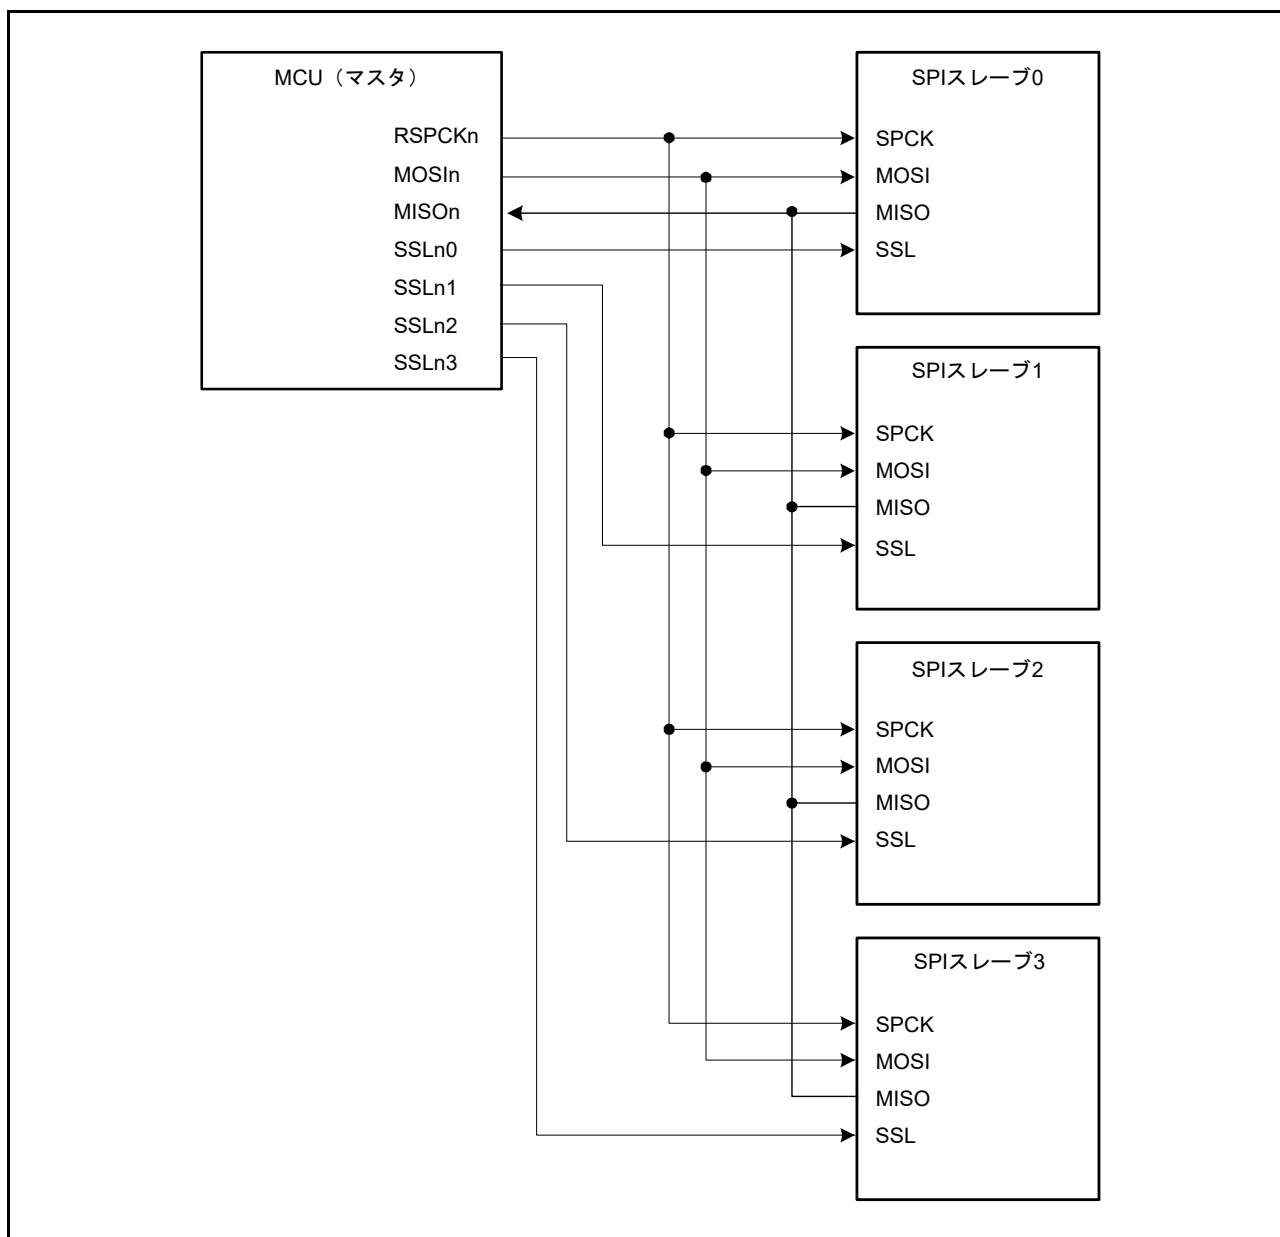 MCU（マスタ）
RSPCKn
MOSIn
MISOn
SSLn0
SSLn1
SSLn2
SSLn3
SPIスレーブ0
SPCK
MOSI
MISO
SSL
SPIスレーブ1
SPCK
MOSI
MISO
SSL
SPIスレーブ2
SPCK
MOSI
MISO
SSL
SPIスレーブ3
SPCK
MOSI
MISO
SSL